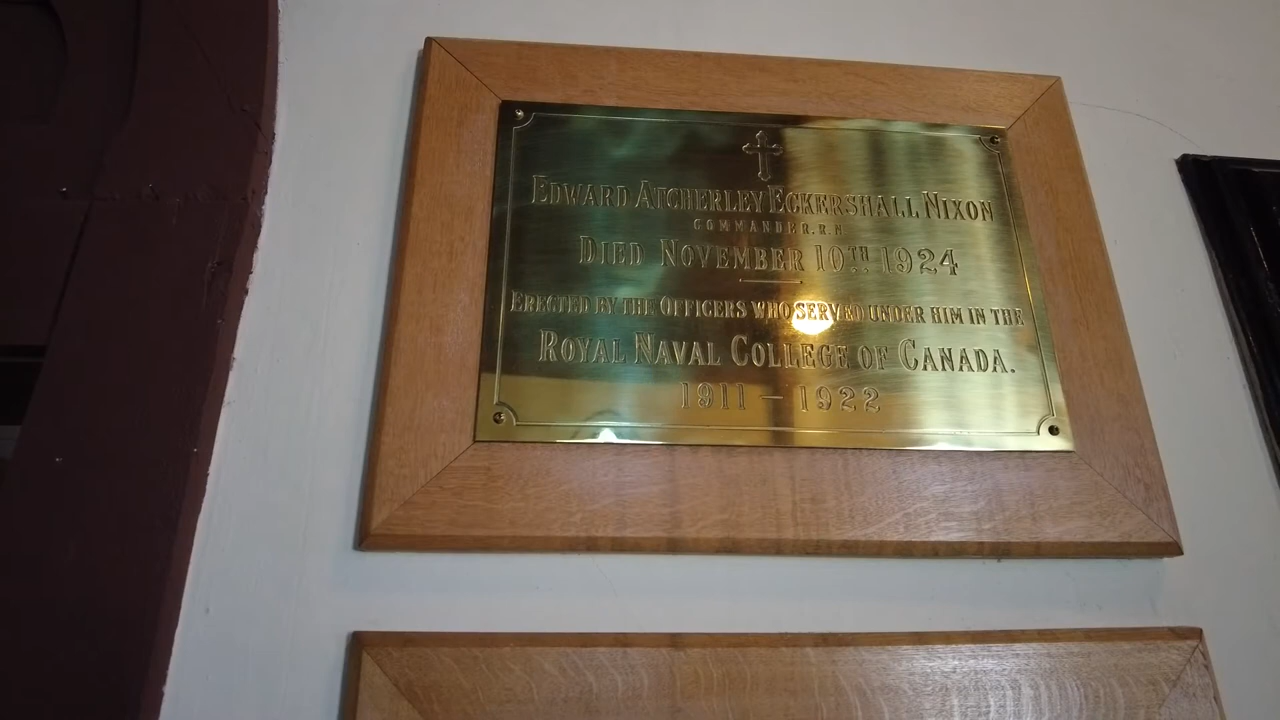 Edward Atcherley Eckershall Nixon
COMMANDER. R.N.
Died November 10TH. 1924
Erected by the Officers who served under him in the
Royal Naval College of Canada.
1911 — 1922